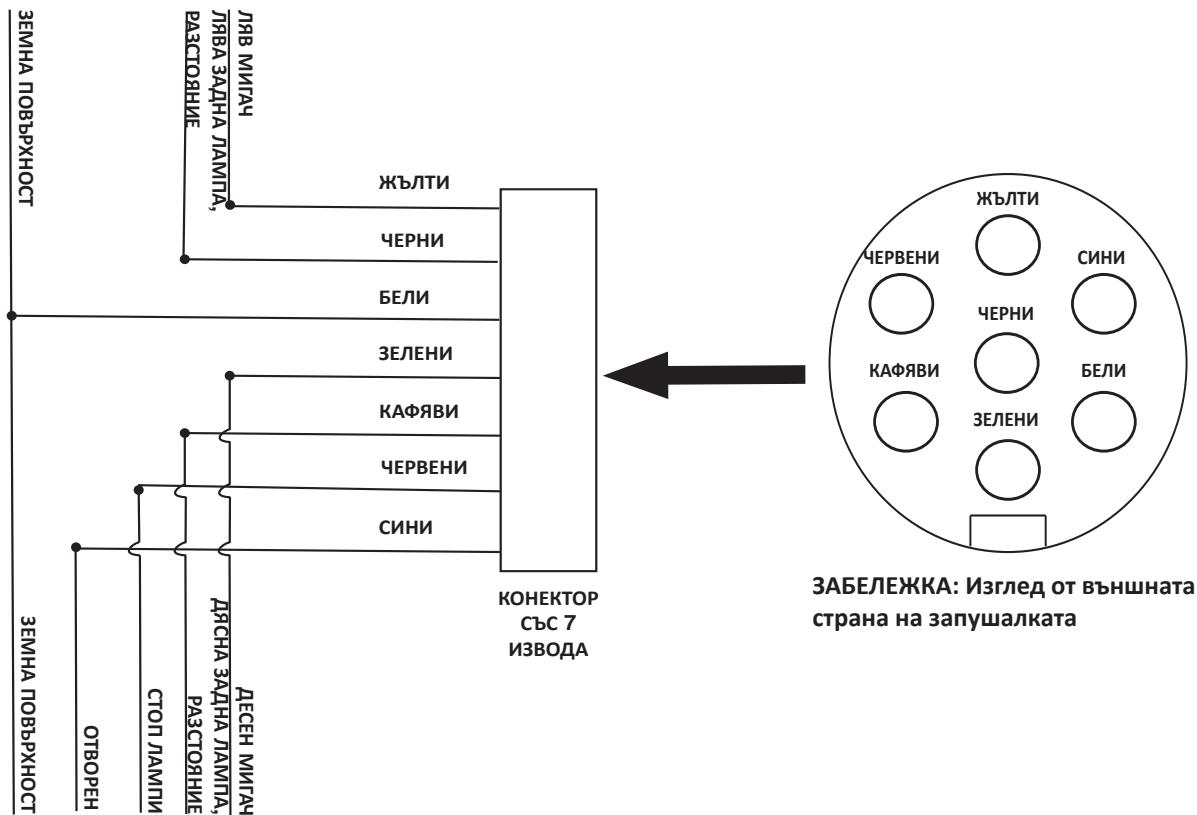 ЗЕМНА ПОВЪРХНОСТ
ЛЯВ МИГАЧ
ЛЯВА ЗАДНА ЛАМПА,
РАЗСТОЯНИЕ
ЖЪЛТИ
ЧЕРНИ
БЕЛИ
ЗЕЛЕНИ
КАФЯВИ
ЧЕРВЕНИ
СИНИ
КОНЕКТОР
СЪС 7
ИЗВОДА
ЗЕМНА ПОВЪРХНОСТ
ОТВОРЕН
СТОП ЛАМПИ
ДЕСЕН МИГАЧ
ДЯСНА ЗАДНА ЛАМПА,
РАЗСТОЯНИЕ
ЖЪЛТИ
ЧЕРВЕНИ
СИНИ
ЧЕРНИ
КАФЯВИ
БЕЛИ
ЗЕЛЕНИ
ЗАБЕЛЕЖКА: Изглед от външната
страна на запушалката